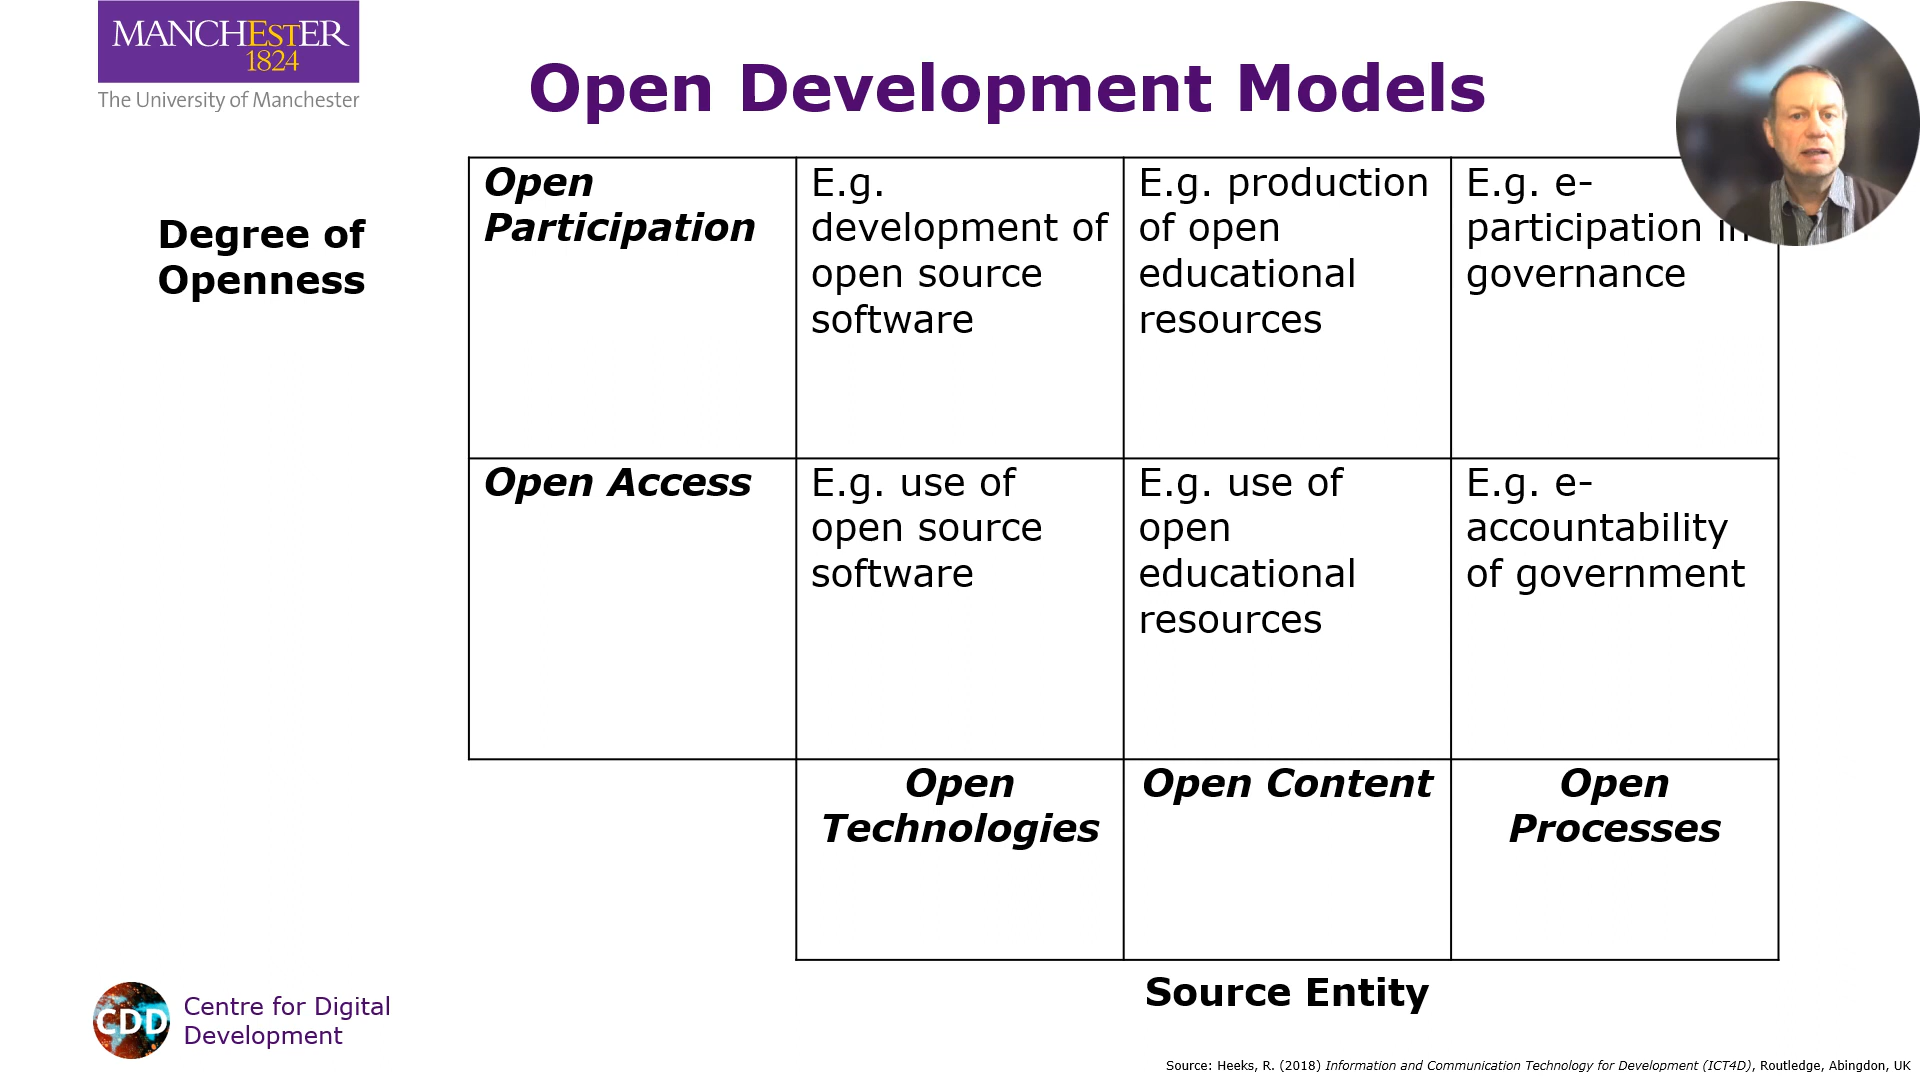 MANCHESTER
1824
The University of Manchester
Open Development Models
Degree of
Openness
Open
Participation
E.g.
development of
open source
software
E.g. production
of open
educational
resources
E.g. e-
participation in
governance
Open Access
E.g. use of
open source
software
E.g. use of
open
educational
resources
E.g. e-
accountability
of government
Open
Technologies
Open Content
Open
Processes
Source Entity
CDD
Centre for Digital
Development
Source: Heeks, R. (2018) Information and Communication Technology for Development (ICT4D), Routledge, Abingdon, UK